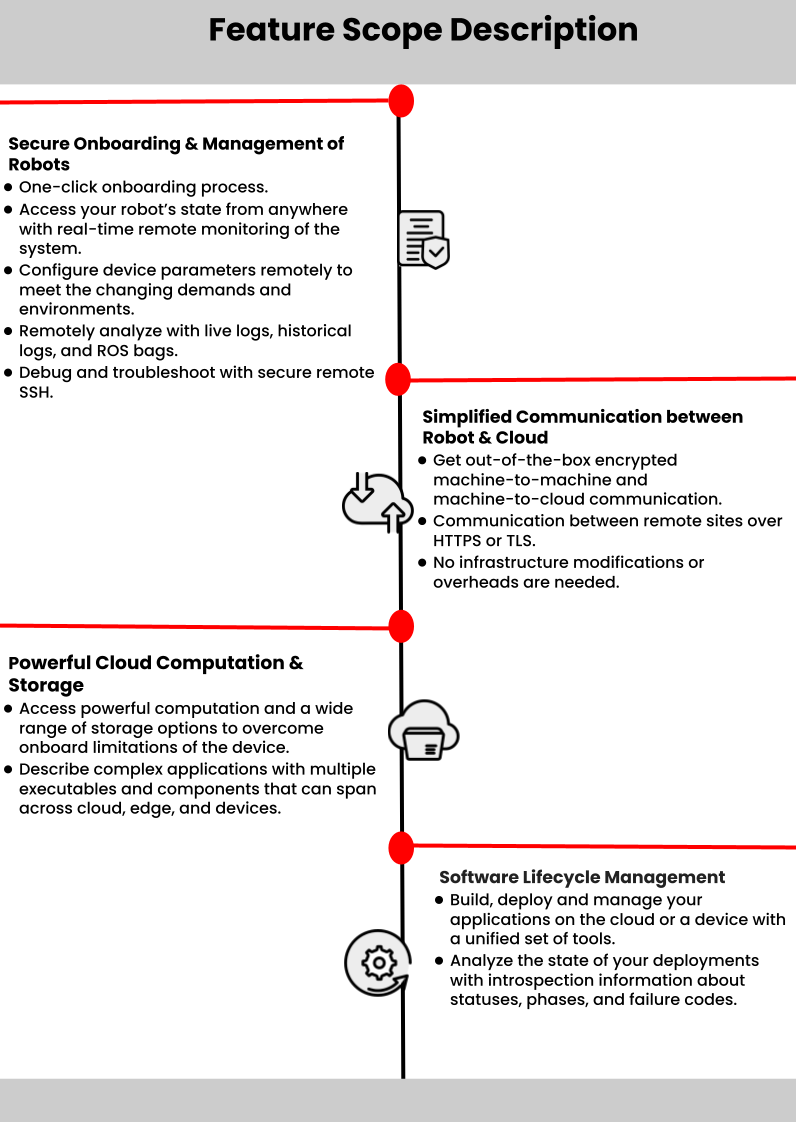 Feature Scope Description
Secure Onboarding & Management of
Robots
● One-click onboarding process.
● Access your robot’s state from anywhere
with real-time remote monitoring of the
system.
● Configure device parameters remotely to
meet the changing demands and
environments.
● Remotely analyze with live logs, historical
logs, and ROS bags.
● Debug and troubleshoot with secure remote
SSH.
Simplified Communication between
Robot & Cloud
● Get out-of-the-box encrypted
machine-to-machine and
machine-to-cloud communication.
● Communication between remote sites over
HTTPS or TLS.
● No infrastructure modifications or
overheads are needed.
Powerful Cloud Computation &
Storage
● Access powerful computation and a wide
range of storage options to overcome
onboard limitations of the device.
● Describe complex applications with multiple
executables and components that can span
across cloud, edge, and devices.
Software Lifecycle Management
● Build, deploy and manage your
applications on the cloud or a device with
a unified set of tools.
● Analyze the state of your deployments
with introspection information about
statuses, phases, and failure codes.